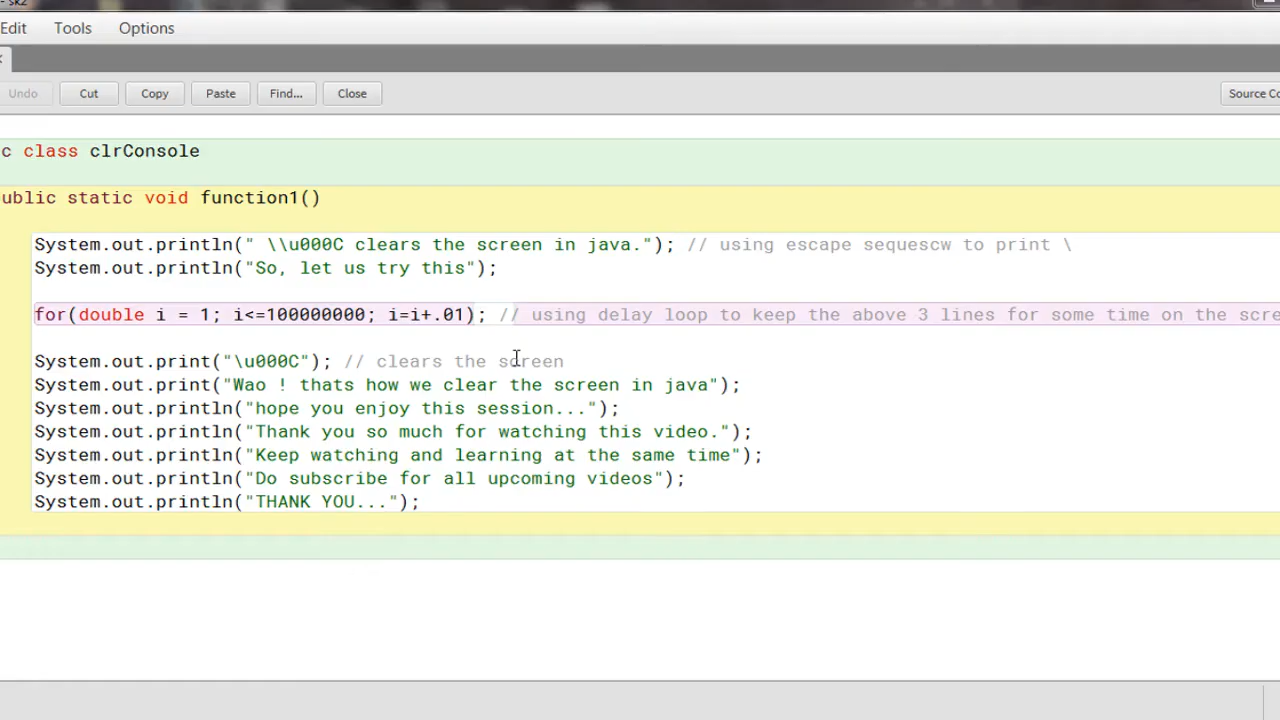 - sk2
Edit Tools Options
Undo Cut Copy Paste Find... Close Source Co
c class clrConsole
ublic static void function1()
System.out.println(" \\u000C clears the screen in java."); // using escape sequescw to print \
System.out.println("So, let us try this");
for(double i = 1; i<=100000000; i=i+.01); // using delay loop to keep the above 3 lines for some time on the scre
System.out.print("\u000C"); // clears the screen
System.out.print("Wao ! thats how we clear the screen in java");
System.out.println("hope you enjoy this session...");
System.out.println("Thank you so much for watching this video.");
System.out.println("Keep watching and learning at the same time");
System.out.println("Do subscribe for all upcoming videos");
System.out.println("THANK YOU...");